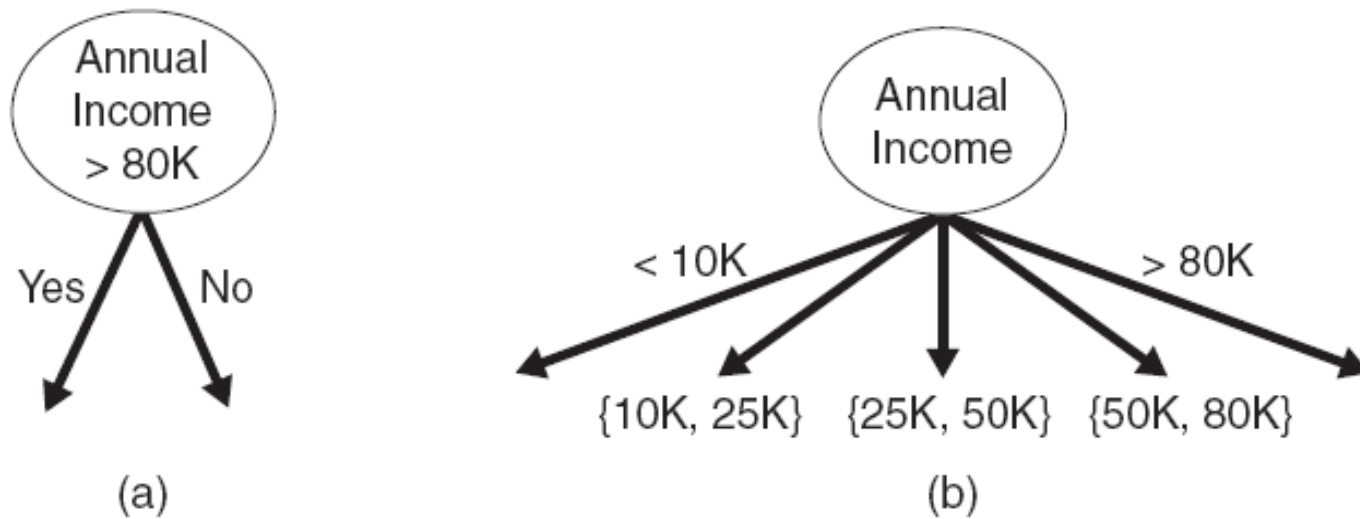 Annual
Income
> 80K
Yes
No
(a)
Annual
Income
< 10K
> 80K
{10K, 25K}
{25K, 50K}
{50K, 80K}
(b)